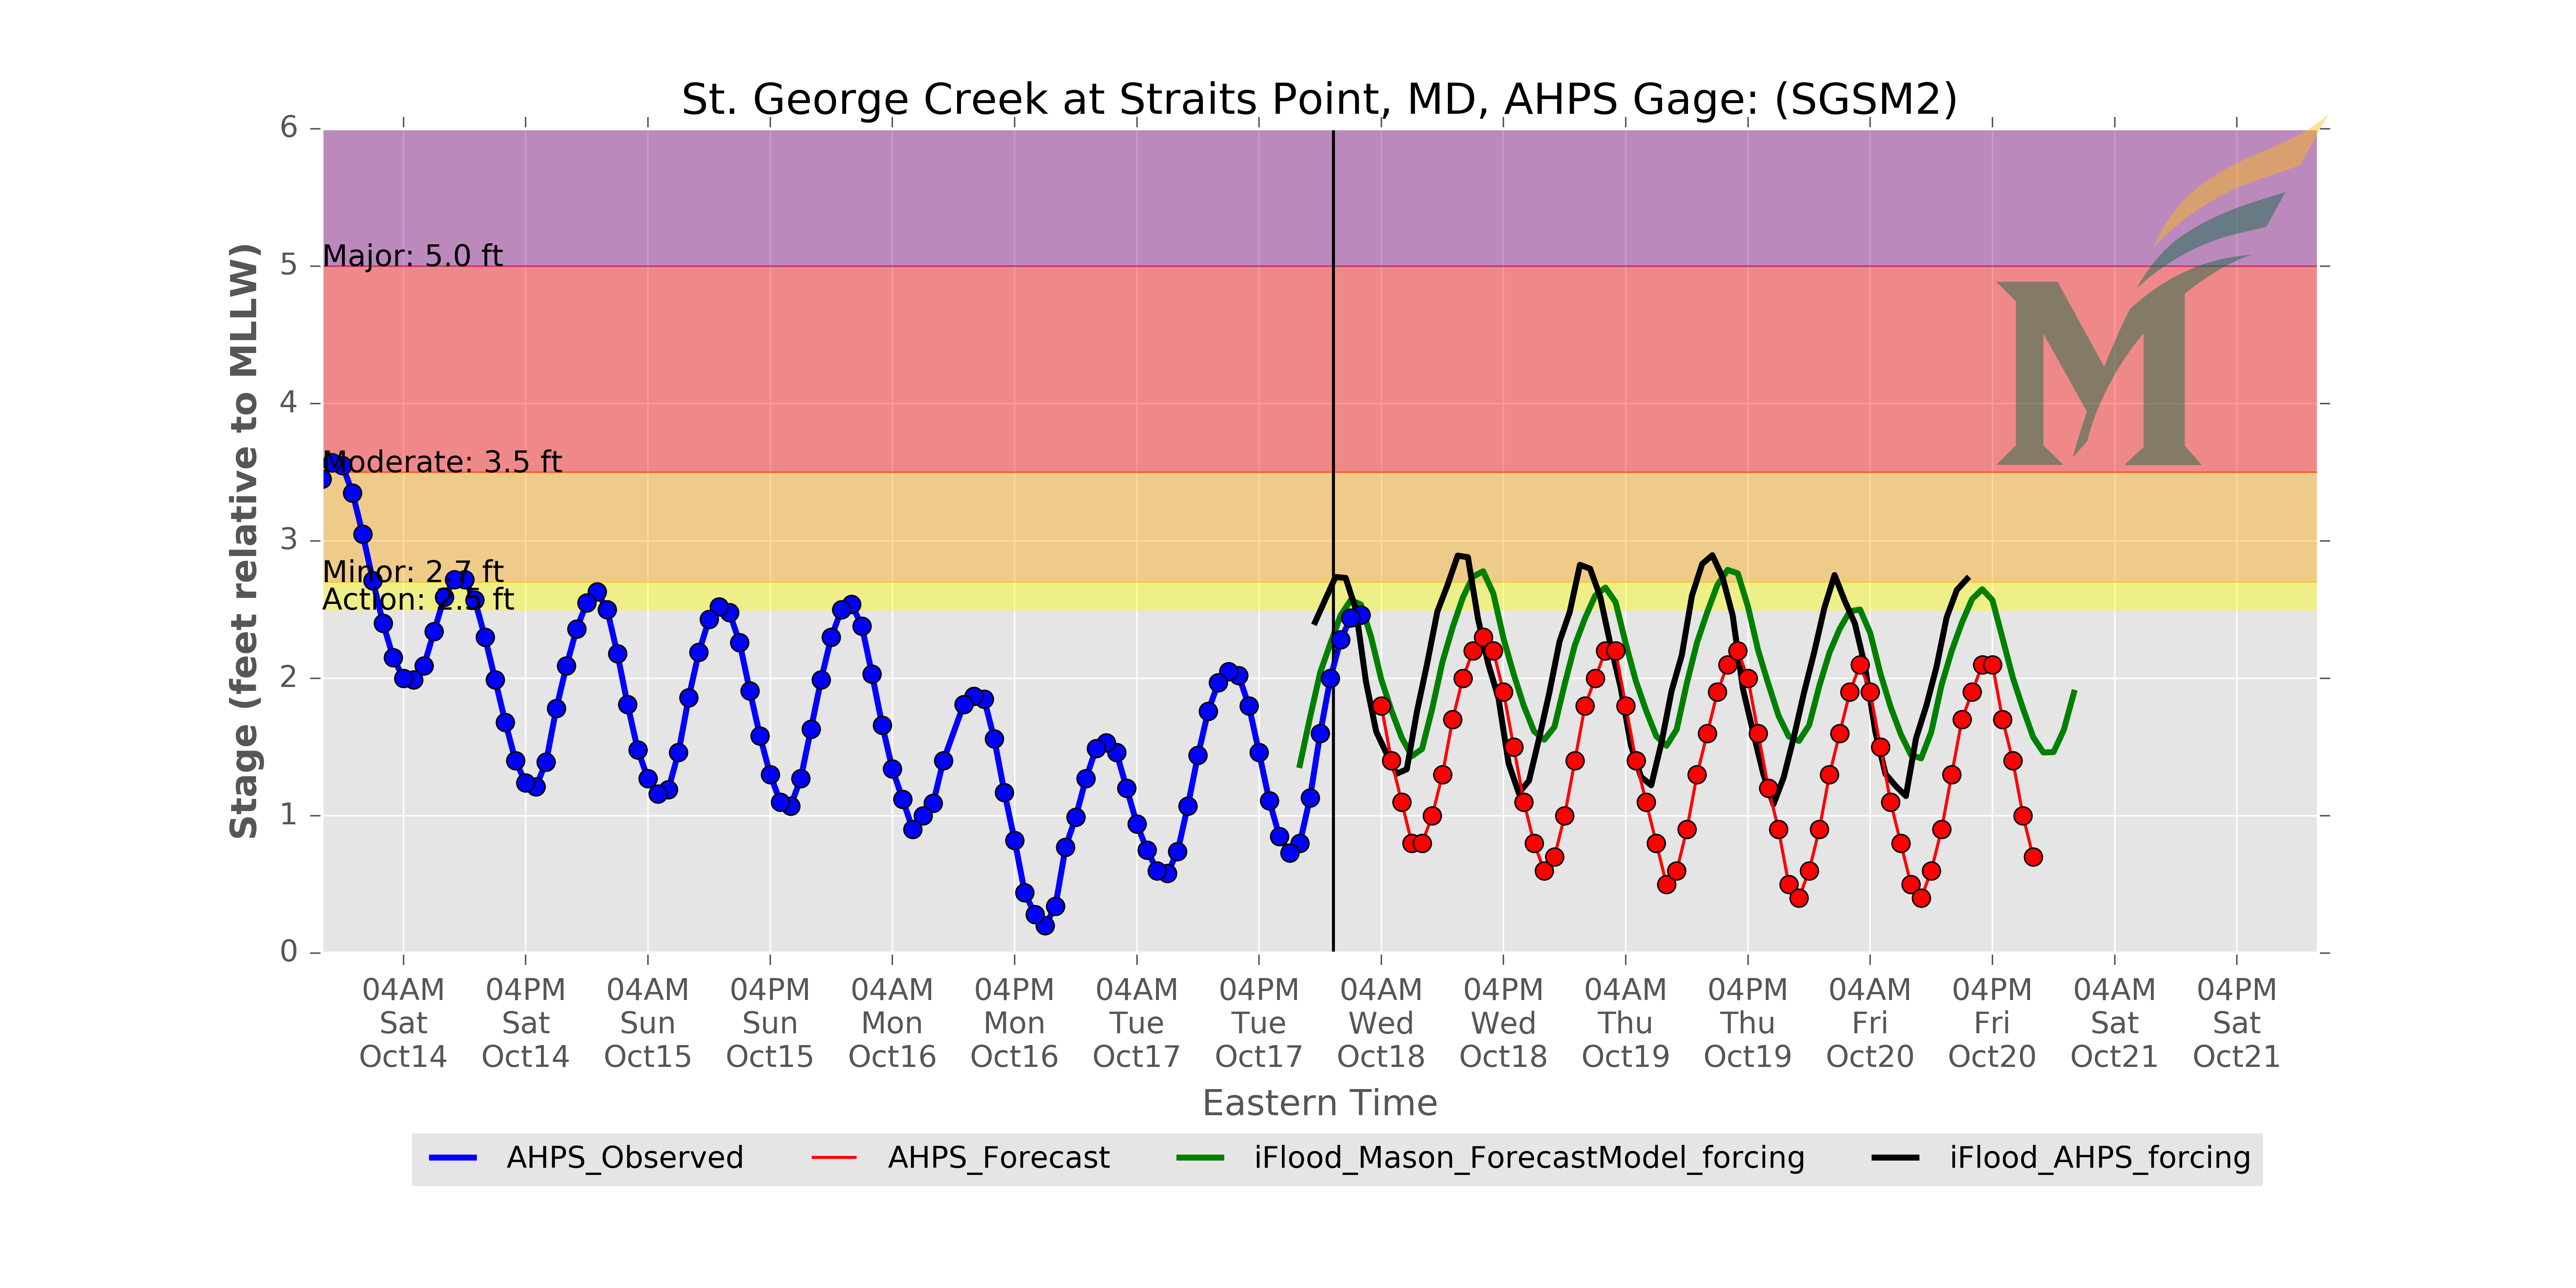 St. George Creek at Straits Point, MD, AHPS Gage: (SGSM2)
Stage (feet relative to MLLW)
6
5
4
3
2
1
0
Major: 5.0 ft
Moderate: 3.5 ft
Minor: 2.7 ft
Action: 2.5 ft
04AM 04PM 04AM 04PM 04AM 04PM 04AM 04PM 04AM 04PM 04AM 04PM 04AM 04PM 04AM 04PM
Sat Sat Sun Sun Mon Mon Tue Tue Wed Wed Thu Thu Fri Fri Sat Sat
Oct14 Oct14 Oct15 Oct15 Oct16 Oct16 Oct17 Oct17 Oct18 Oct18 Oct19 Oct19 Oct20 Oct20 Oct21 Oct21
Eastern Time
AHPS_Observed AHPS_Forecast iFlood_Mason_ForecastModel_forcing iFlood_AHPS_forcing
M